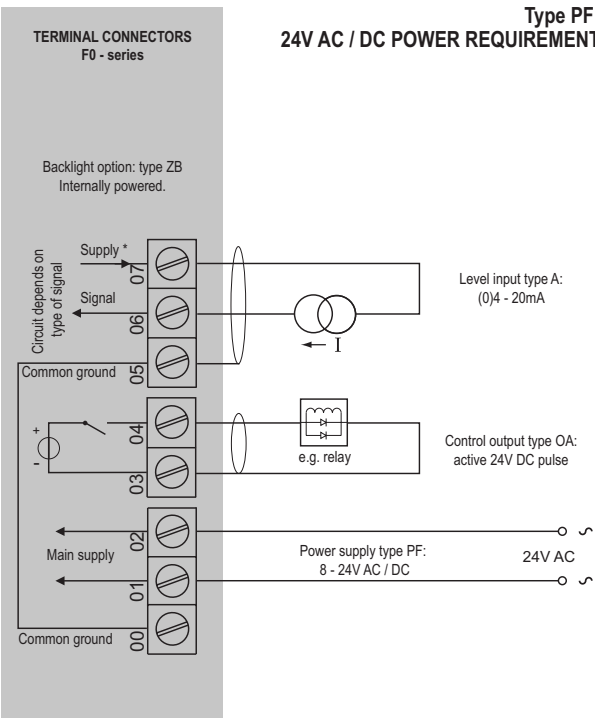 Type PF
24V AC / DC POWER REQUIREMENT
TERMINAL CONNECTORS
F0 - series
Backlight option: type ZB
Internally powered.
Circuit depends on
type of signal
Supply *
07
Signal
06
Common ground
05
I
Level input type A:
(0)4 - 20mA
+
-
04
03
e.g. relay
Control output type OA:
active 24V DC pulse
02
Main supply
01
Power supply type PF:
8 - 24V AC / DC
24V AC
Common ground
00